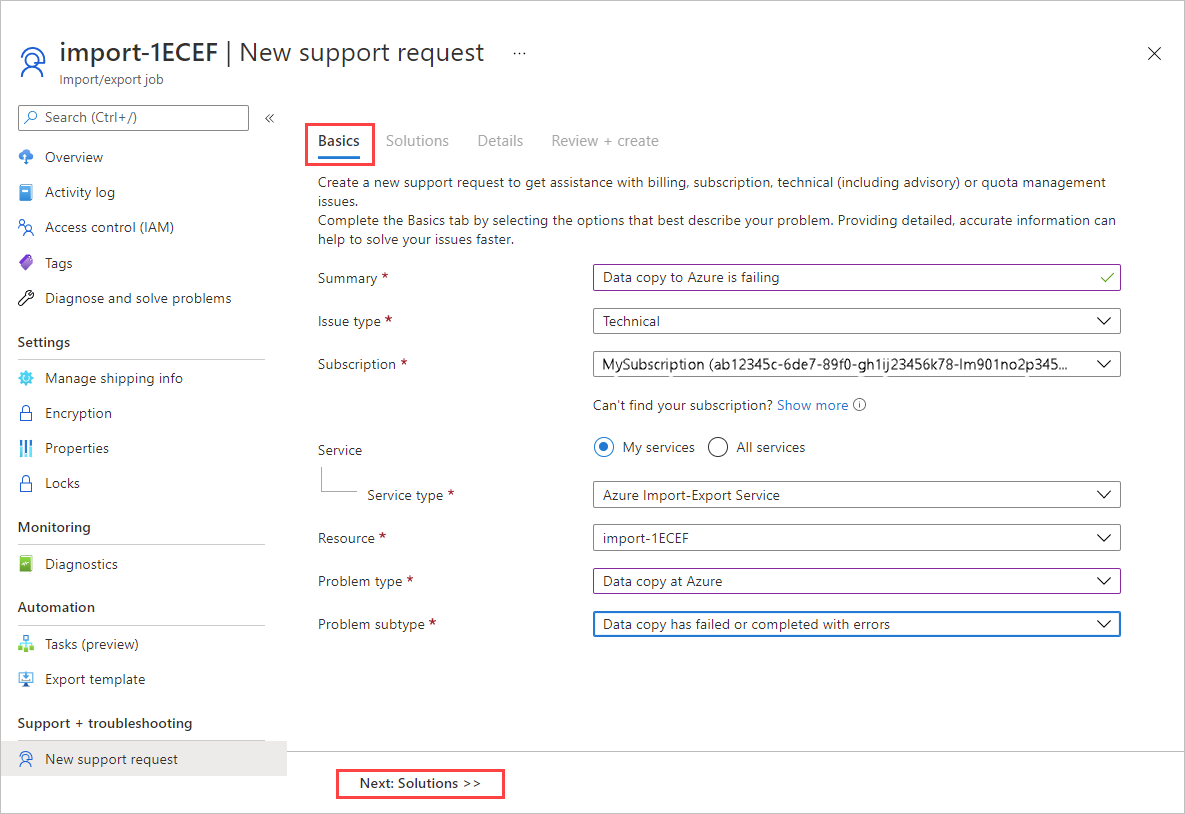 import-1ECEF | New support request ...
Import/export job
Search (Ctrl+/)
«
Overview
Activity log
Access control (IAM)
Tags
Diagnose and solve problems
Settings
Manage shipping info
Encryption
Properties
Locks
Monitoring
Diagnostics
Automation
Tasks (preview)
Export template
Support + troubleshooting
New support request
Basics Solutions Details Review + create
Create a new support request to get assistance with billing, subscription, technical (including advisory) or quota management
issues.
Complete the Basics tab by selecting the options that best describe your problem. Providing detailed, accurate information can
help to solve your issues faster.
Summary * Data copy to Azure is failing
Issue type * Technical
Subscription * MySubscription (ab12345c-6de7-89f0-gh1ij23456k78-lm901no2p345...
Can't find your subscription? Show more
Service My services All services
Service type * Azure Import-Export Service
Resource * import-1ECEF
Problem type * Data copy at Azure
Problem subtype * Data copy has failed or completed with errors
Next: Solutions >>